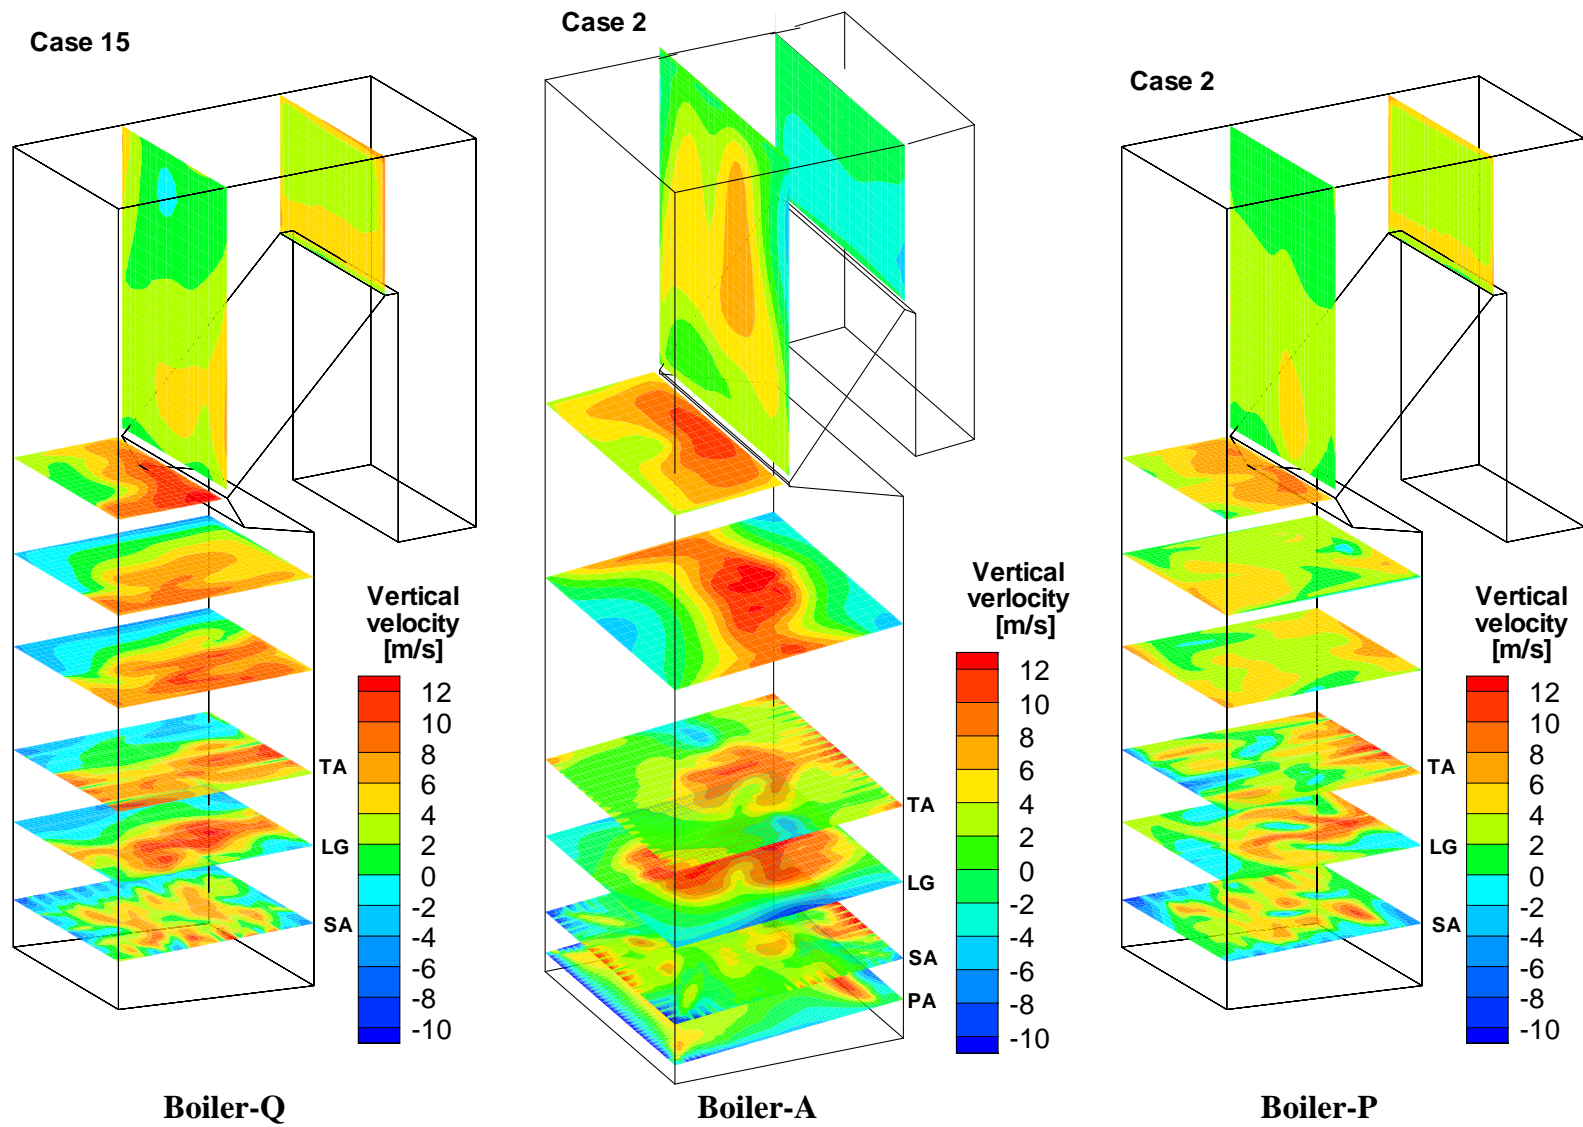 Case 15
Case 2
Case 2
Vertical
velocity
[m/s]
12
10
8
6
4
2
0
-2
-4
-6
-8
-10
TA
LG
SA
Vertical
verlocity
[m/s]
12
10
8
6
4
2
0
-2
-4
-6
-8
-10
TA
LG
SA
PA
Vertical
velocity
[m/s]
12
10
8
6
4
2
0
-2
-4
-6
-8
-10
TA
LG
SA
Boiler-Q
Boiler-A
Boiler-P